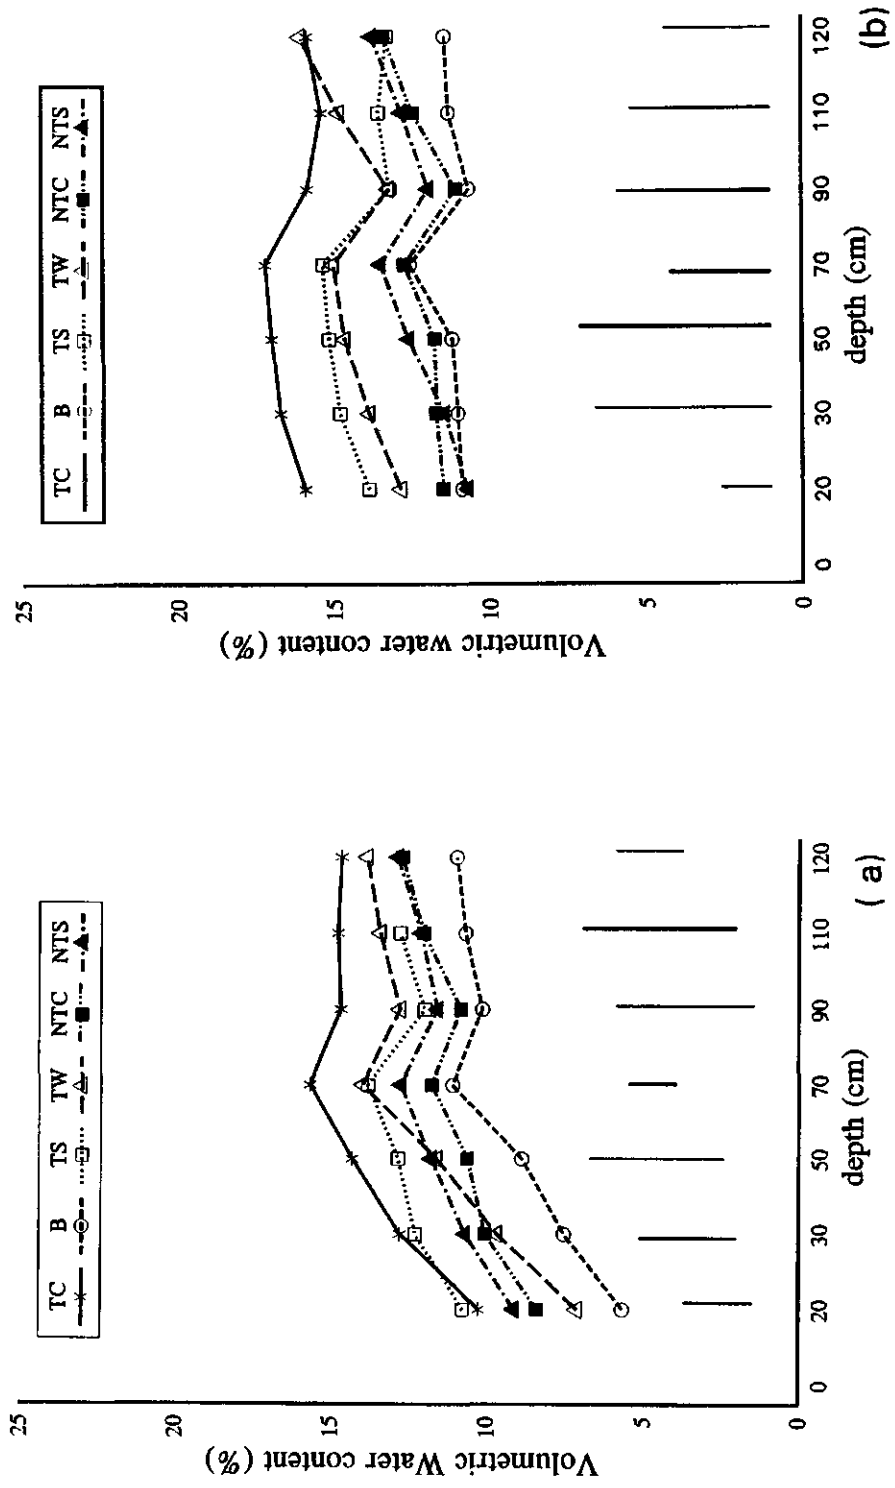 TC B TS TW NTC NTS
25
20
15
10
5
0
Volumetric Water content (%)
0 20 30 50 70 90 110 120
depth (cm)
( a)
TC B TS TW NTC NTS
25
20
15
10
5
0
Volumetric water content (%)
0 20 30 50 70 90 110 120
depth (cm)
(b)